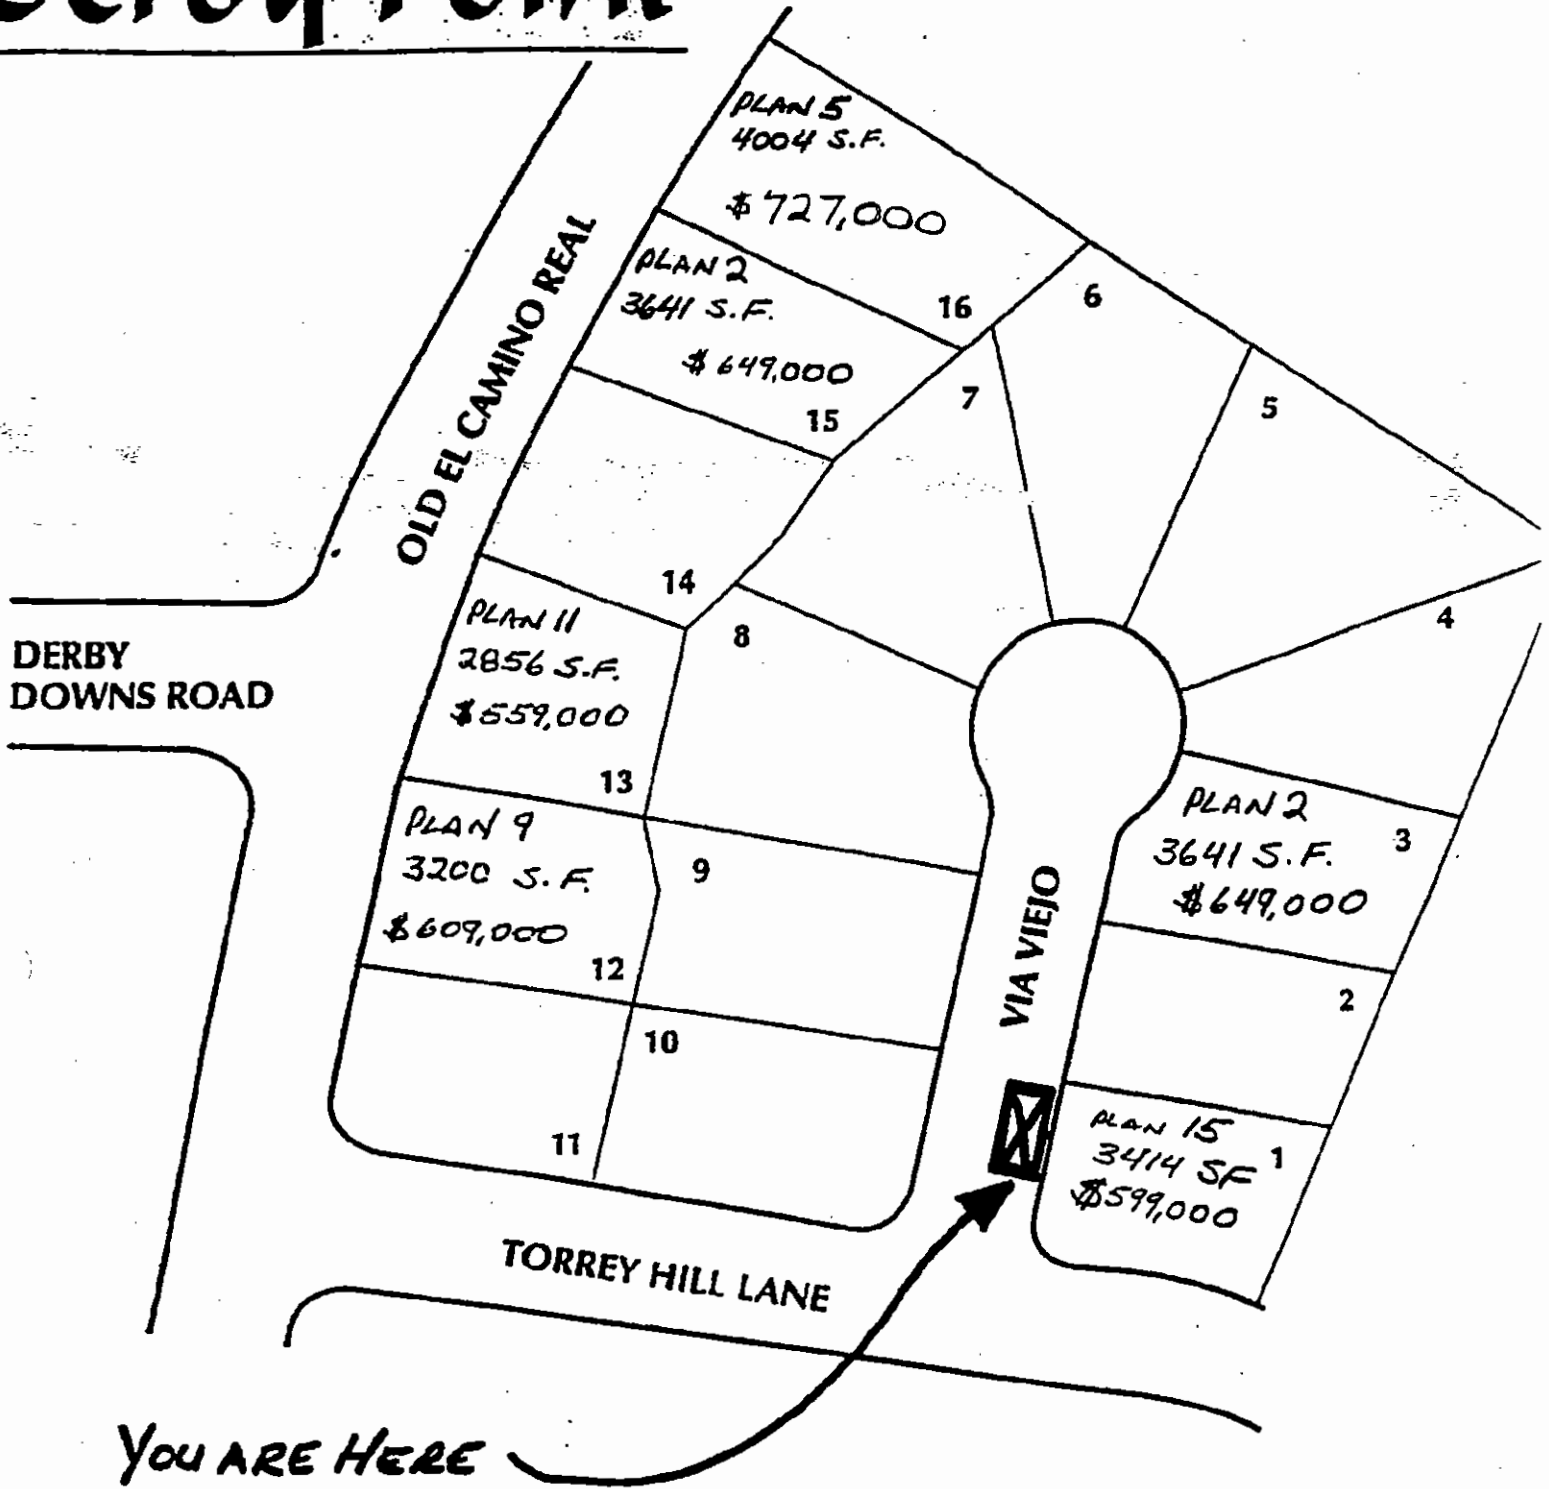 Derby Point
PLAN 5
4004 S.F.
$727,000
16
PLAN 2
3641 S.F.
$649,000
15
14
PLAN 11
2856 S.F.
$559,000
13
PLAN 9
3200 S.F.
$609,000
12
11
6
7
5
4
8
9
10
PLAN 2
3641 S.F.
$649,000
3
2
PLAN 15
3414 SF
$599,000
1
OLD EL CAMINO REAL
DERBY
DOWNS ROAD
VIA VIEJO
TORREY HILL LANE
YOU ARE HERE